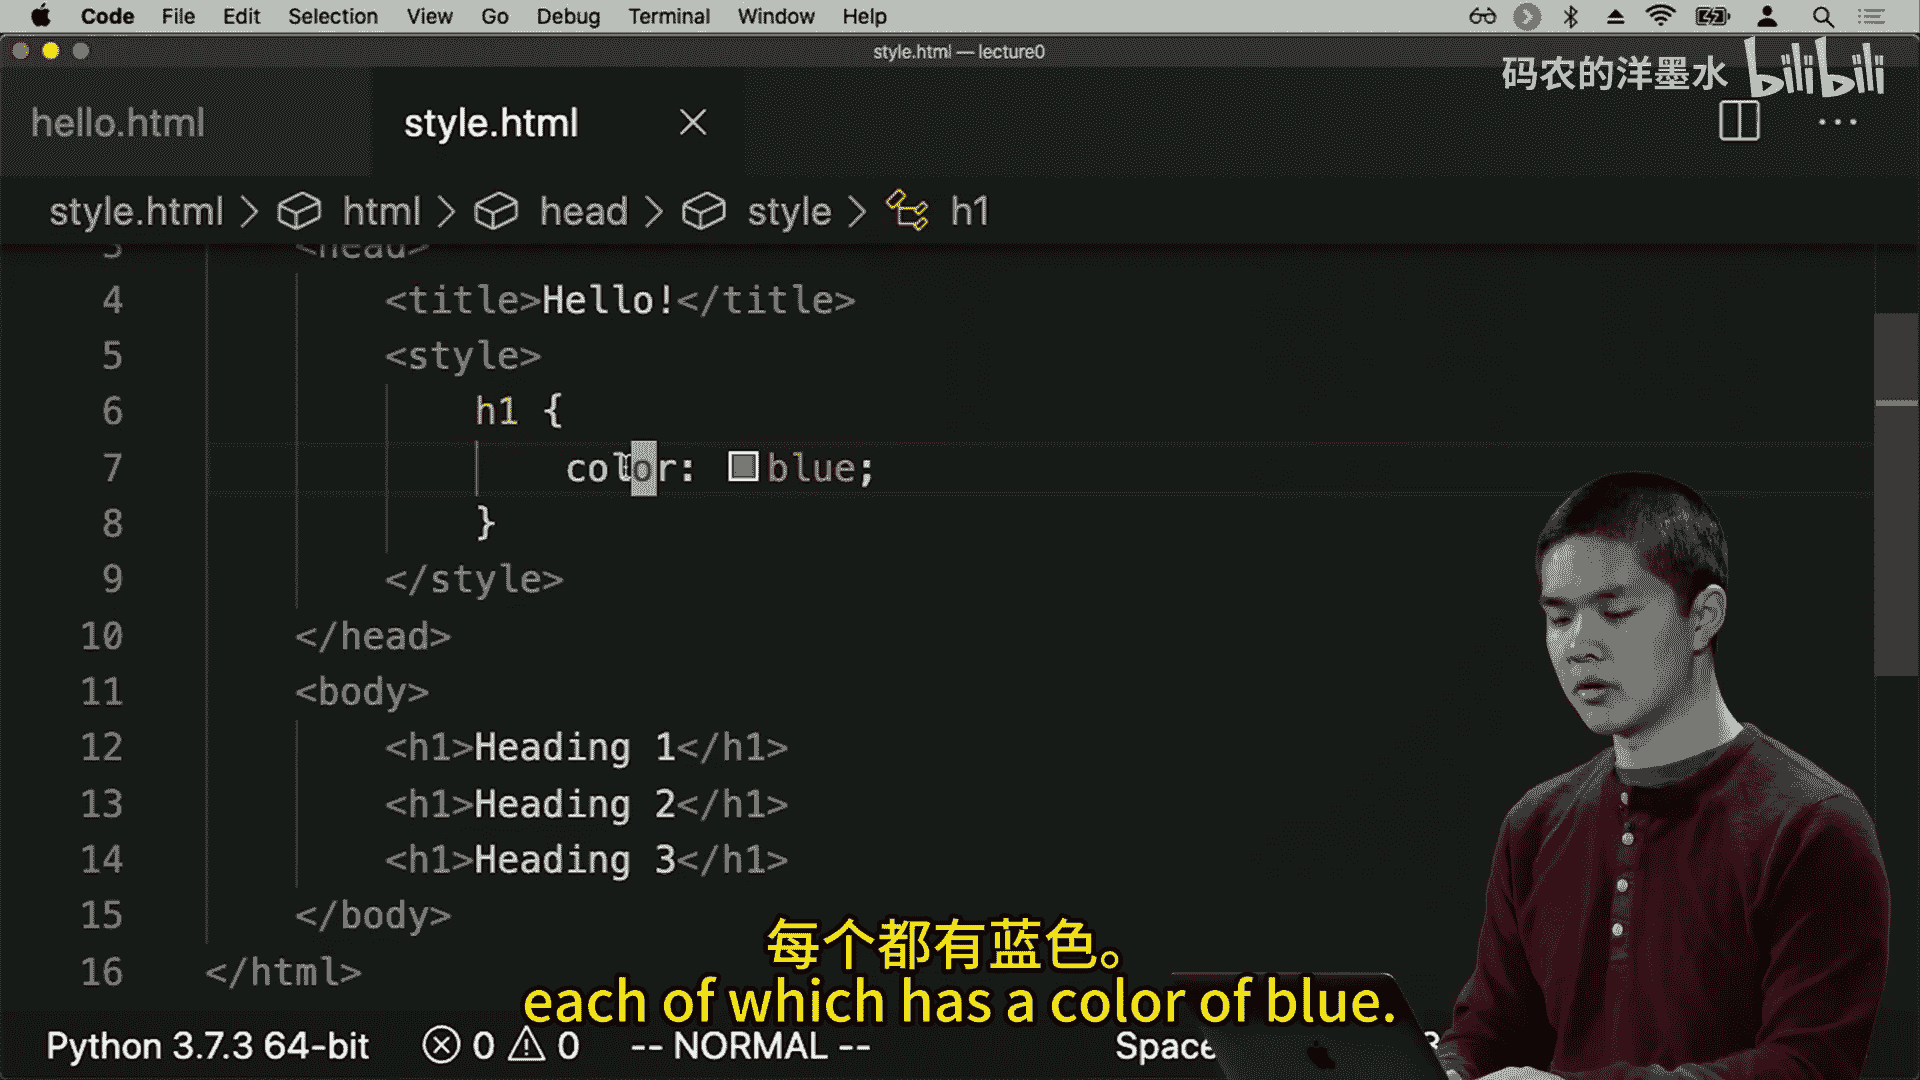 Code File Edit Selection View Go Debug Terminal Window Help
style.html — lecture0
码农的洋墨水 bilibili
hello.html style.html
style.html > html > head > style > h1
3 <head>
4 <title>Hello!</title>
5 <style>
6 h1 {
7 color: blue;
8 }
9 </style>
10 </head>
11 <body>
12 <h1>Heading 1</h1>
13 <h1>Heading 2</h1>
14 <h1>Heading 3</h1>
15 </body>
16 </html>
每个都有蓝色。
each of which has a color of blue.
Python 3.7.3 64-bit 0 0 -- NORMAL --